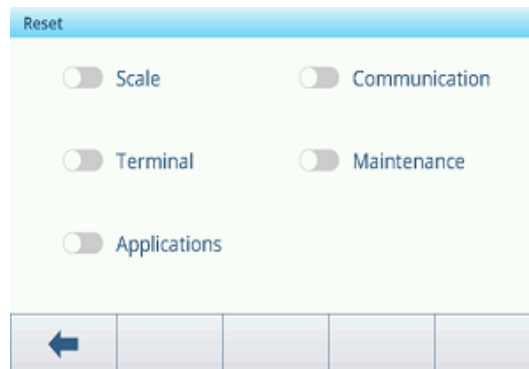 Reset
Scale
Communication
Terminal
Maintenance
Applications